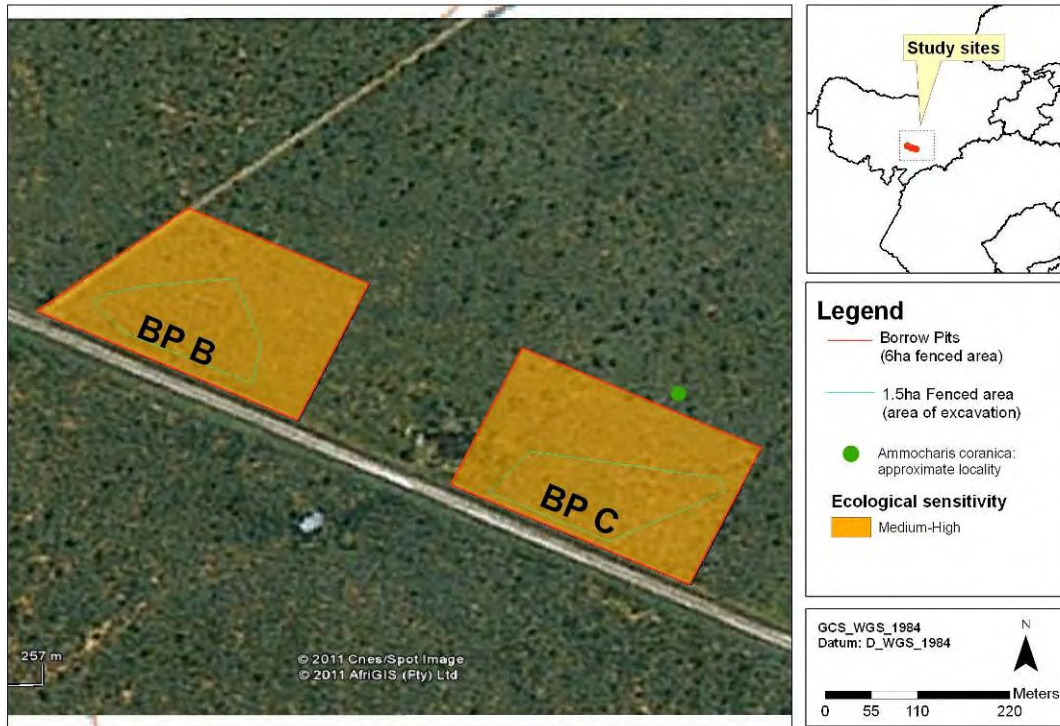 BP B
BP C
257 m
© 2011 Cnes/Spot Image
© 2011 AfriGIS (Pty) Ltd.
Study sites
Legend
Borrow Pits
(6ha fenced area)
1.5ha Fenced area
(area of excavation)
Ammocharis coranica:
approximate locality
Ecological sensitivity
Medium-High
GCS_WGS_1984
Datum: D_WGS_1984
N
Meters
0 55 110 220